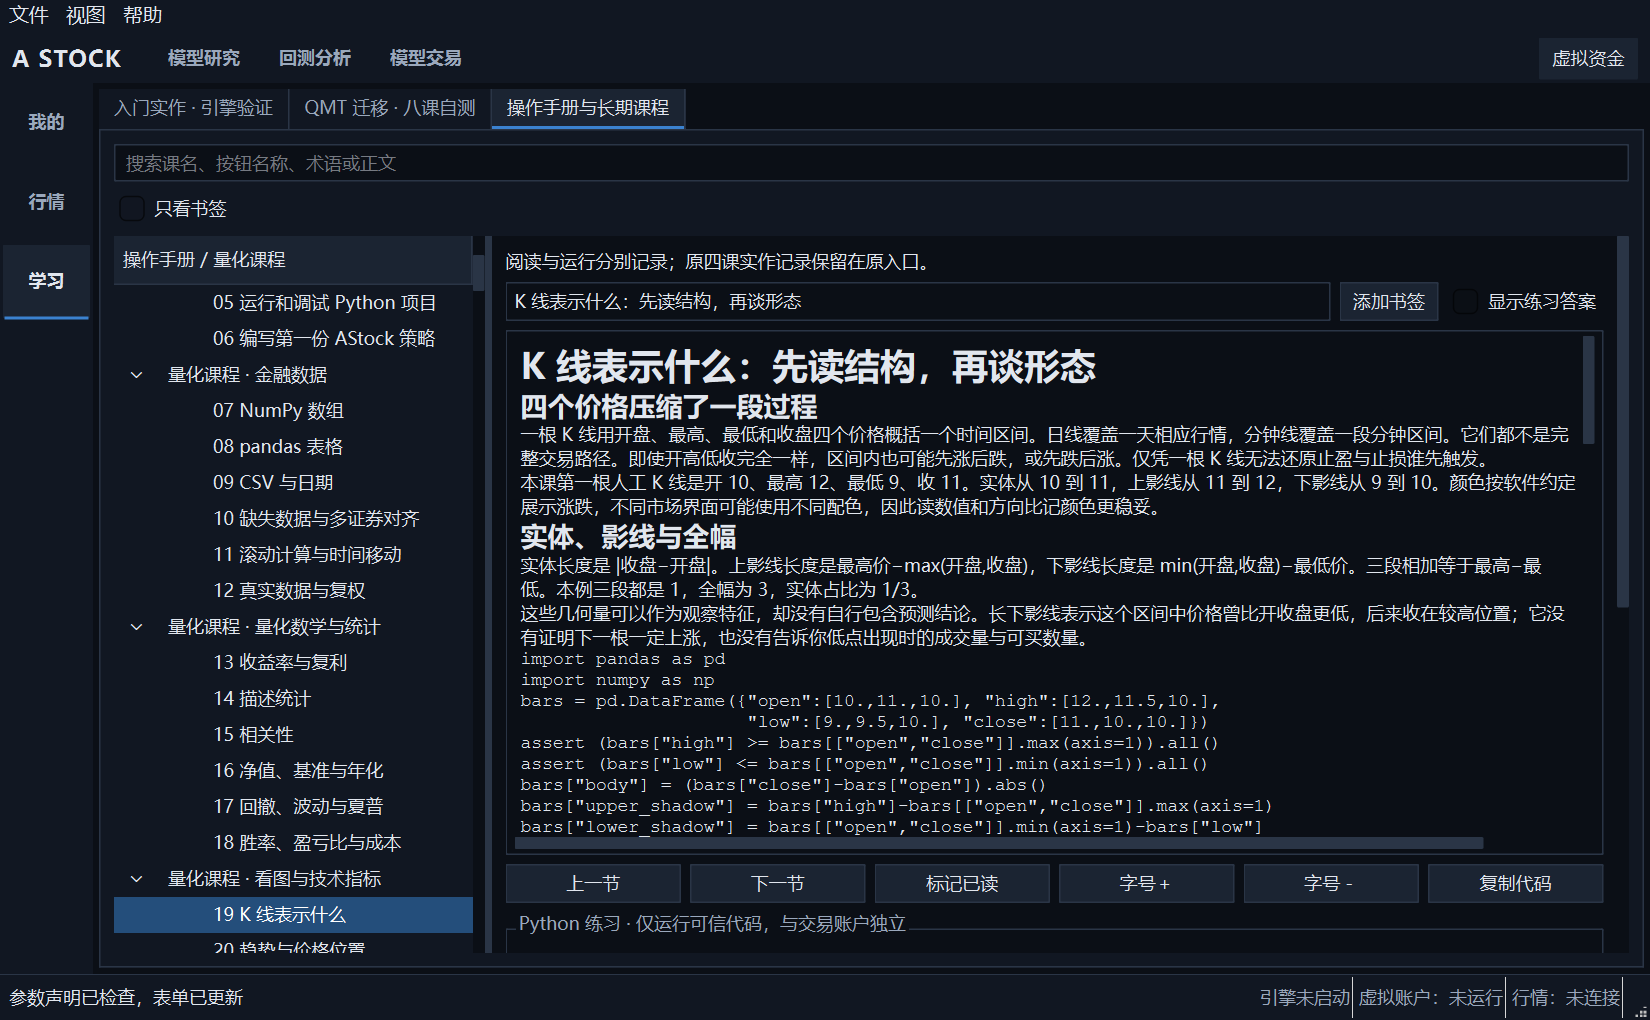 文件 视图 帮助
A STOCK 模型研究 回测分析 模型交易 虚拟资金
我的
行情
学习
入门实作 · 引擎验证 QMT 迁移 · 八课自测 操作手册与长期课程
搜索课名、按钮名称、术语或正文
只看书签
操作手册 / 量化课程
05 运行和调试 Python 项目
06 编写第一份 AStock 策略
量化课程 · 金融数据
07 NumPy 数组
08 pandas 表格
09 CSV 与日期
10 缺失数据与多证券对齐
11 滚动计算与时间移动
12 真实数据与复权
量化课程 · 量化数学与统计
13 收益率与复利
14 描述统计
15 相关性
16 净值、基准与年化
17 回撤、波动与夏普
18 胜率、盈亏比与成本
量化课程 · 看图与技术指标
19 K 线表示什么
20 趋势与价格位置
阅读与运行分别记录；原四课实作记录保留在原入口。
K 线表示什么：先读结构，再谈形态 添加书签 显示练习答案
K 线表示什么：先读结构，再谈形态
四个价格压缩了一段过程
一根 K 线用开盘、最高、最低和收盘四个价格概括一个时间区间。日线覆盖一天相应行情，分钟线覆盖一段分钟区间。它们都不是完
整交易路径。即使开高低收完全一样，区间内也可能先涨后跌，或先跌后涨。仅凭一根 K 线无法还原止盈与止损谁先触发。
本课第一根人工 K 线是开 10、最高 12、最低 9、收 11。实体从 10 到 11，上影线从 11 到 12，下影线从 9 到 10。颜色按软件约定
展示涨跌，不同市场界面可能使用不同配色，因此读数值和方向比记颜色更稳妥。
实体、影线与全幅
实体长度是 |收盘−开盘|。上影线长度是最高价−max(开盘,收盘)，下影线长度是 min(开盘,收盘)−最低价。三段相加等于最高−最
低。本例三段都是 1，全幅为 3，实体占比为 1/3。
这些几何量可以作为观察特征，却没有自行包含预测结论。长下影线表示这个区间中价格曾比开收盘更低，后来收在较高位置；它没
有证明下一根一定上涨，也没有告诉你低点出现时的成交量与可买数量。
import pandas as pd
import numpy as np
bars = pd.DataFrame({"open":[10.,11.,10.], "high":[12.,11.5,10.],
"low":[9.,9.5,10.], "close":[11.,10.,10.]})
assert (bars["high"] >= bars[["open","close"]].max(axis=1)).all()
assert (bars["low"] <= bars[["open","close"]].min(axis=1)).all()
bars["body"] = (bars["close"]-bars["open"]).abs()
bars["upper_shadow"] = bars["high"]-bars[["open","close"]].max(axis=1)
bars["lower_shadow"] = bars[["open","close"]].min(axis=1)-bars["low"]
上一节 下一节 标记已读 字号 + 字号 - 复制代码
Python 练习 · 仅运行可信代码，与交易账户独立
参数声明已检查，表单已更新 引擎未启动 虚拟账户：未运行 行情：未连接